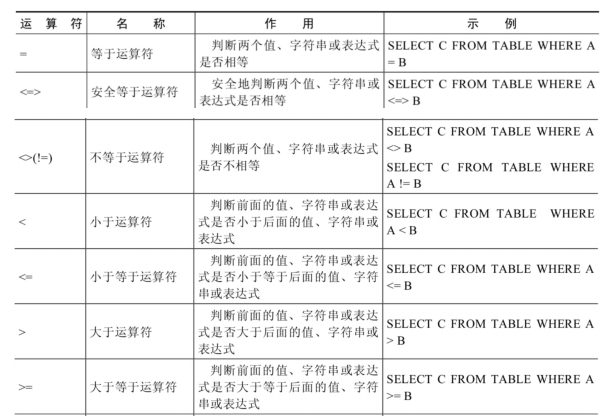 运 算 符 名 称 作 用 示 例
= 等于运算符 判断两个值、字符串或表达式 SELECT C FROM TABLE WHERE A
是否相等 = B
<=> 安全等于运算符 安全地判断两个值、字符串或 SELECT C FROM TABLE WHERE A
表达式是否相等 <=> B
<>(!=) 不等于运算符 判断两个值、字符串或表达式 SELECT C FROM TABLE WHERE A
是否不相等 <> B
SELECT C FROM TABLE WHERE
A != B
< 小于运算符 判断前面的值、字符串或表达 SELECT C FROM TABLE WHERE
式是否小于后面的值、字符串或 A < B
表达式
<= 小于等于运算符 判断前面的值、字符串或表达 SELECT C FROM TABLE WHERE A
式是否小于等于后面的值、字符 <= B
串或表达式
> 大于运算符 判断前面的值、字符串或表达 SELECT C FROM TABLE WHERE A
式是否大于后面的值、字符串或 > B
表达式
>= 大于等于运算符 判断前面的值、字符串或表达 SELECT C FROM TABLE WHERE A
式是否大于等于后面的值、字符 >= B
串或表达式